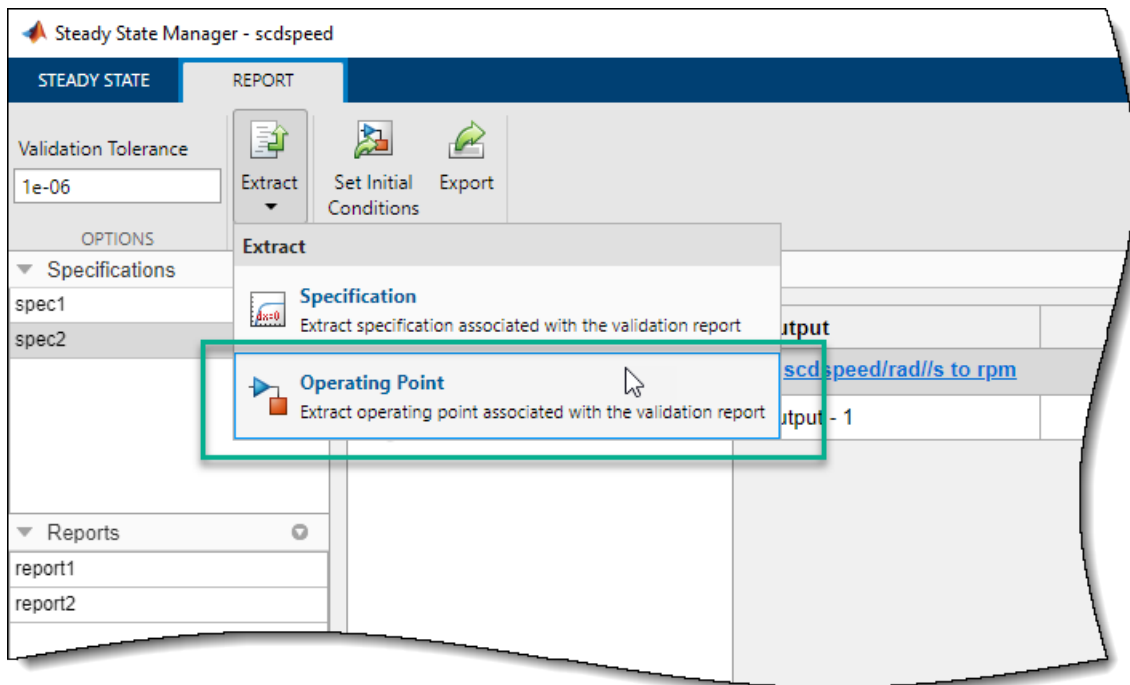 Steady State Manager - scdspeed
STEADY STATE
REPORT
Validation Tolerance
1e-06
OPTIONS
Extract
Set Initial
Conditions
Export
Extract
Specification
Extract specification associated with the validation report
Operating Point
Extract operating point associated with the validation report
Specifications
spec1
spec2
utput
scdspeed/rad//s to rpm
utput - 1
Reports
report1
report2